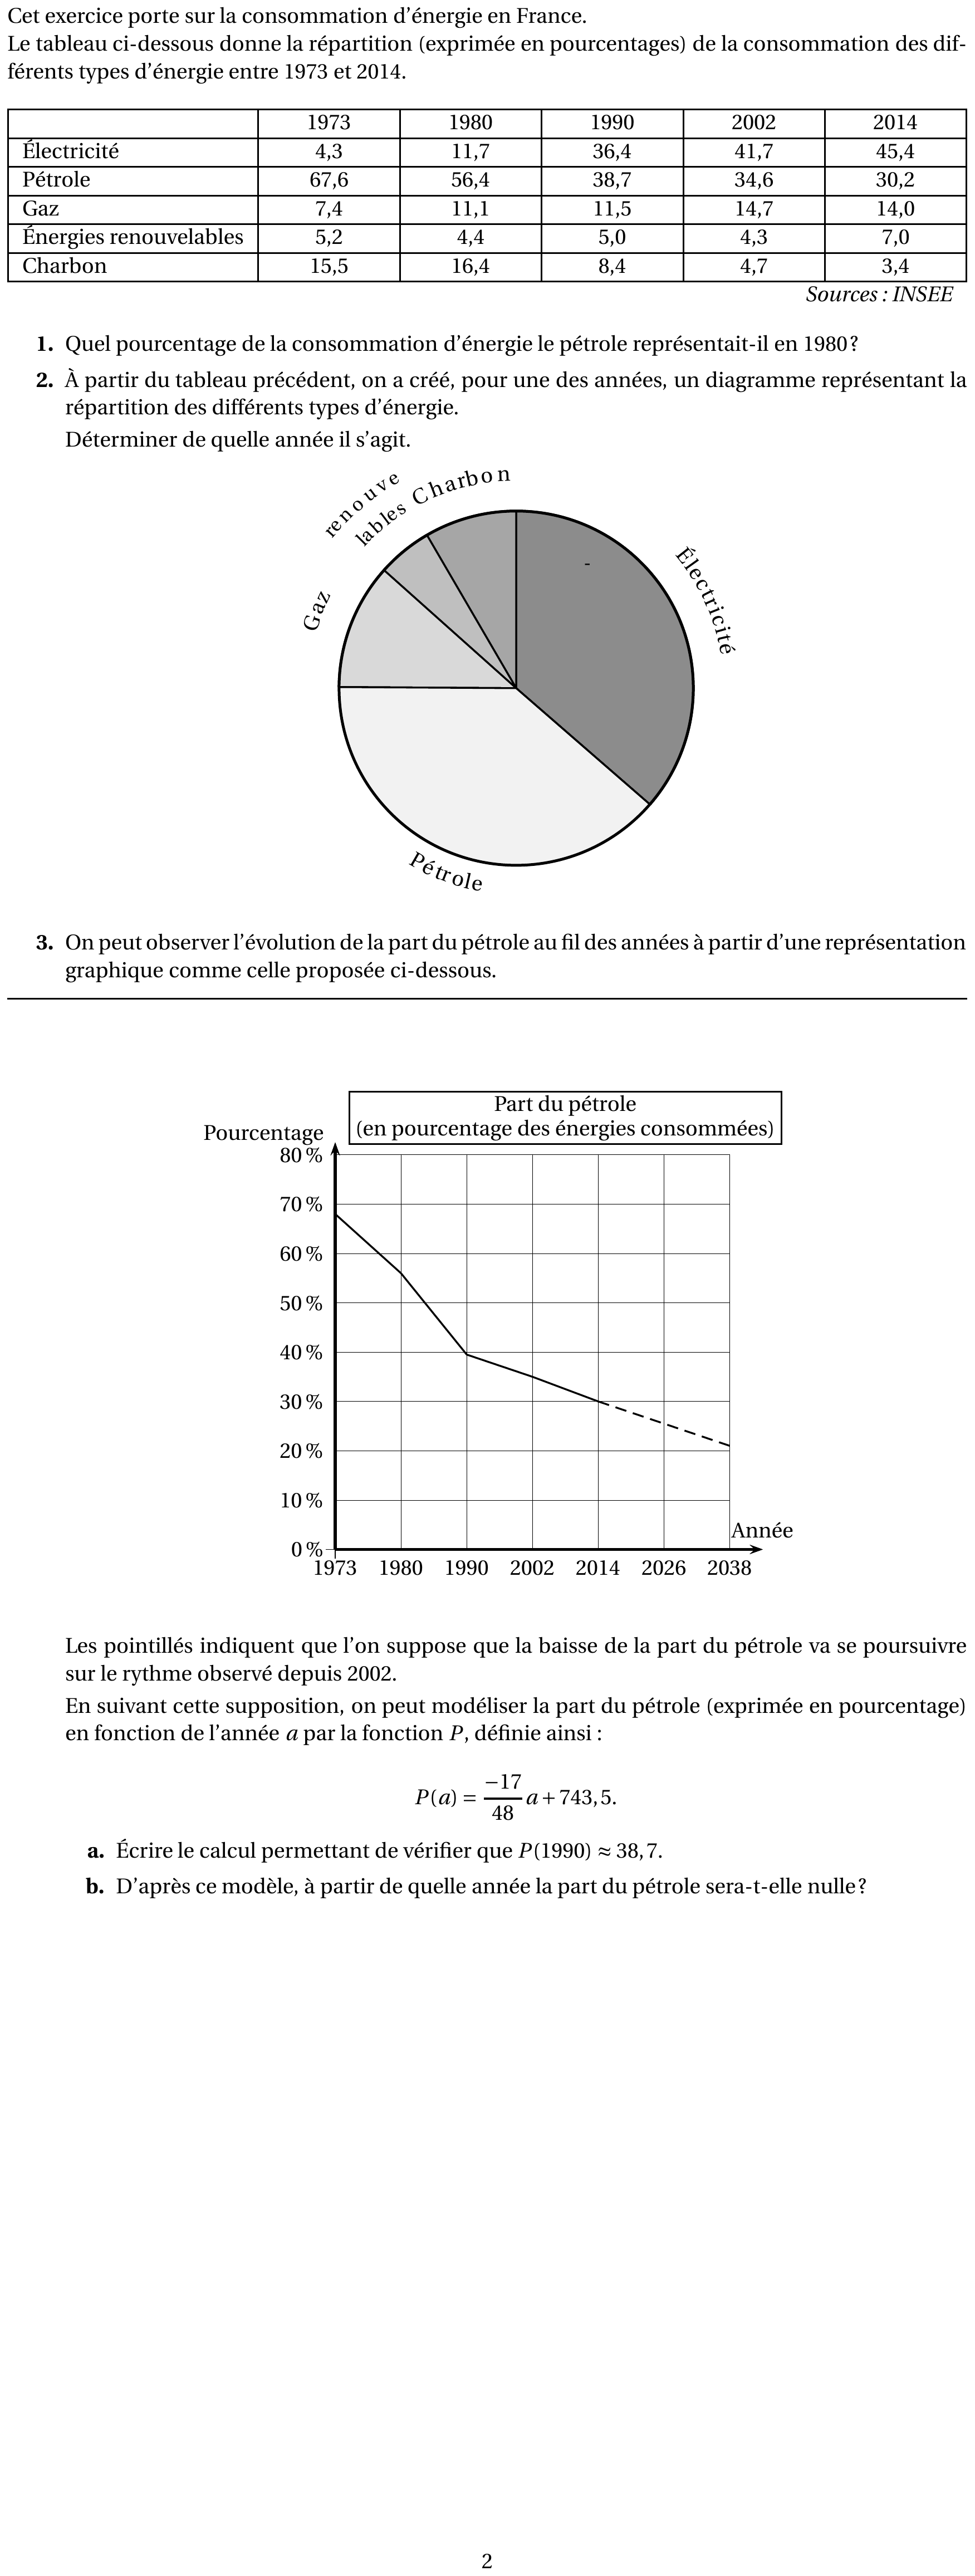 Cet exercice porte sur la consommation d'énergie en France.
Le tableau ci-dessous donne la répartition (exprimée en pourcentages) de la consommation des dif-
férents types d'énergie entre 1973 et 2014.
1973 1980 1990 2002 2014
Électricité 4,3 11,7 36,4 41,7 45,4
Pétrole 67,6 56,4 38,7 34,6 30,2
Gaz 7,4 11,1 11,5 14,7 14,0
Énergies renouvelables 5,2 4,4 5,0 4,3 7,0
Charbon 15,5 16,4 8,4 4,7 3,4
Sources : INSEE
1. Quel pourcentage de la consommation d'énergie le pétrole représentait-il en 1980 ?
2. À partir du tableau précédent, on a créé, pour une des années, un diagramme représentant la
répartition des différents types d'énergie.
Déterminer de quelle année il s'agit.
renouve
lables
Charbon
Électricité
-
Gaz
Pétrole
3. On peut observer l'évolution de la part du pétrole au fil des années à partir d'une représentation
graphique comme celle proposée ci-dessous.
Part du pétrole
(en pourcentage des énergies consommées)
Pourcentage
80 %
70 %
60 %
50 %
40 %
30 %
20 %
10 %
0 %
Année
1973 1980 1990 2002 2014 2026 2038
Les pointillés indiquent que l'on suppose que la baisse de la part du pétrole va se poursuivre
sur le rythme observé depuis 2002.
En suivant cette supposition, on peut modéliser la part du pétrole (exprimée en pourcentage)
en fonction de l'année a par la fonction P, définie ainsi :
P(a) = −17/48 a + 743,5.
a. Écrire le calcul permettant de vérifier que P(1990) ≈ 38,7.
b. D'après ce modèle, à partir de quelle année la part du pétrole sera-t-elle nulle ?
2